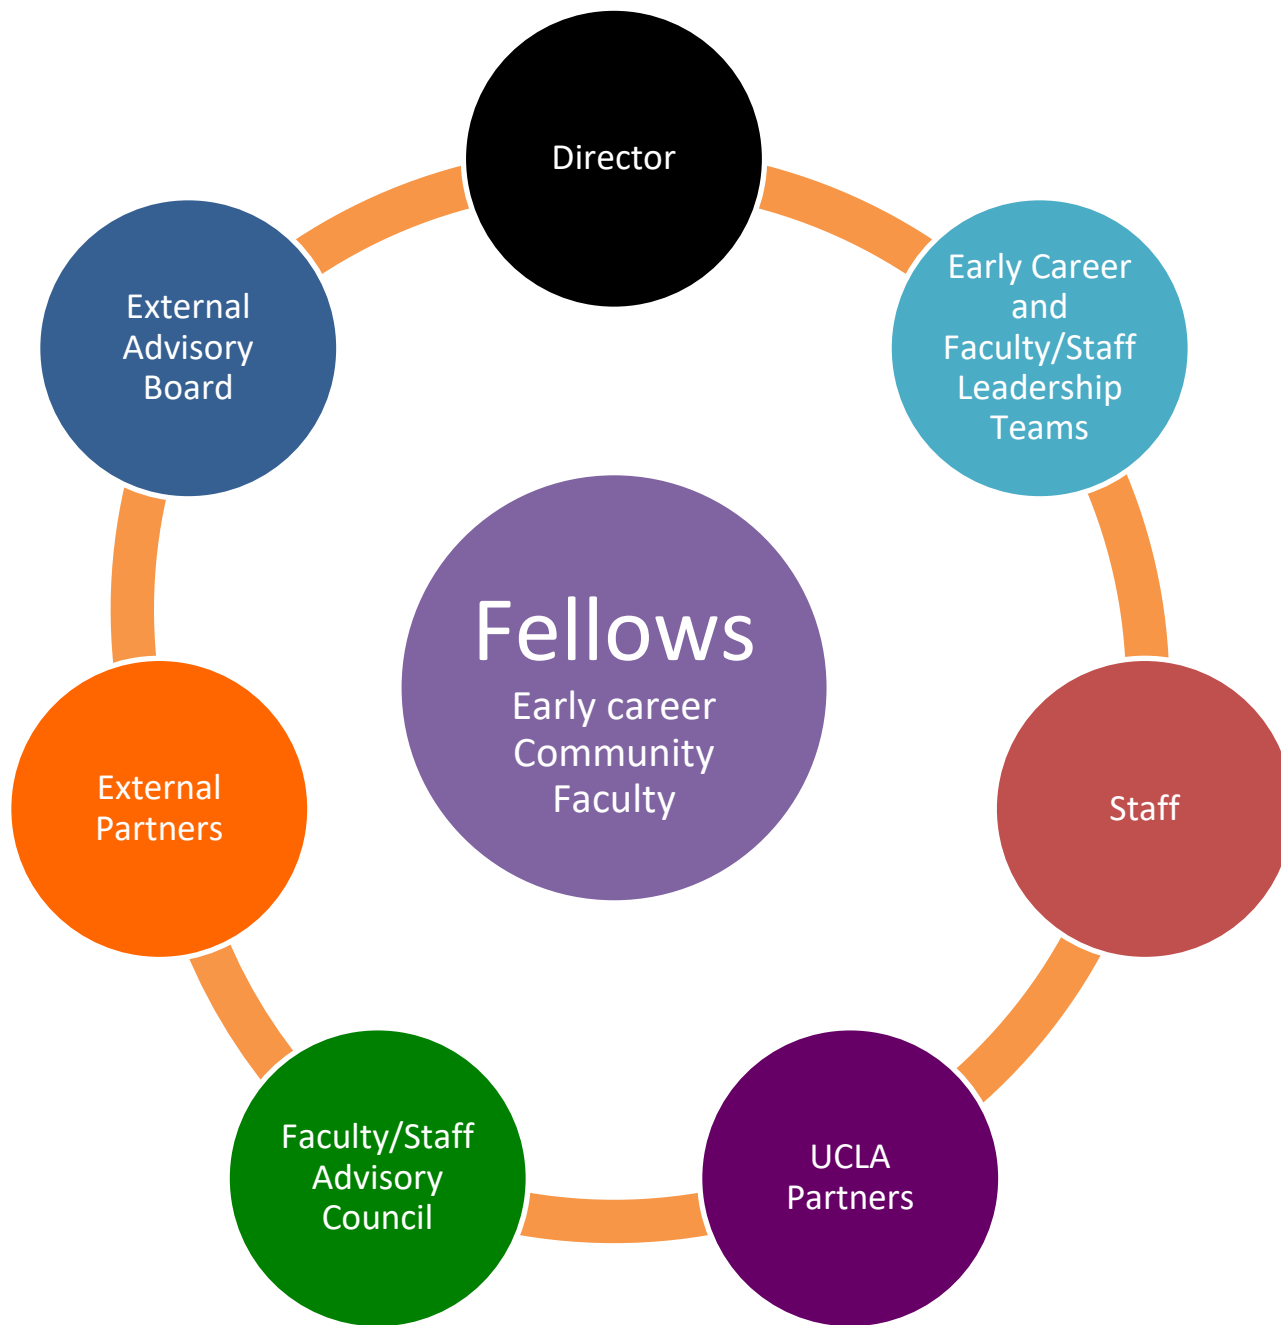 Director
Early Career
and
Faculty/Staff
Leadership
Teams
External
Advisory
Board
Fellows
Early career
Community
Faculty
External
Partners
Staff
Faculty/Staff
Advisory
Council
UCLA
Partners